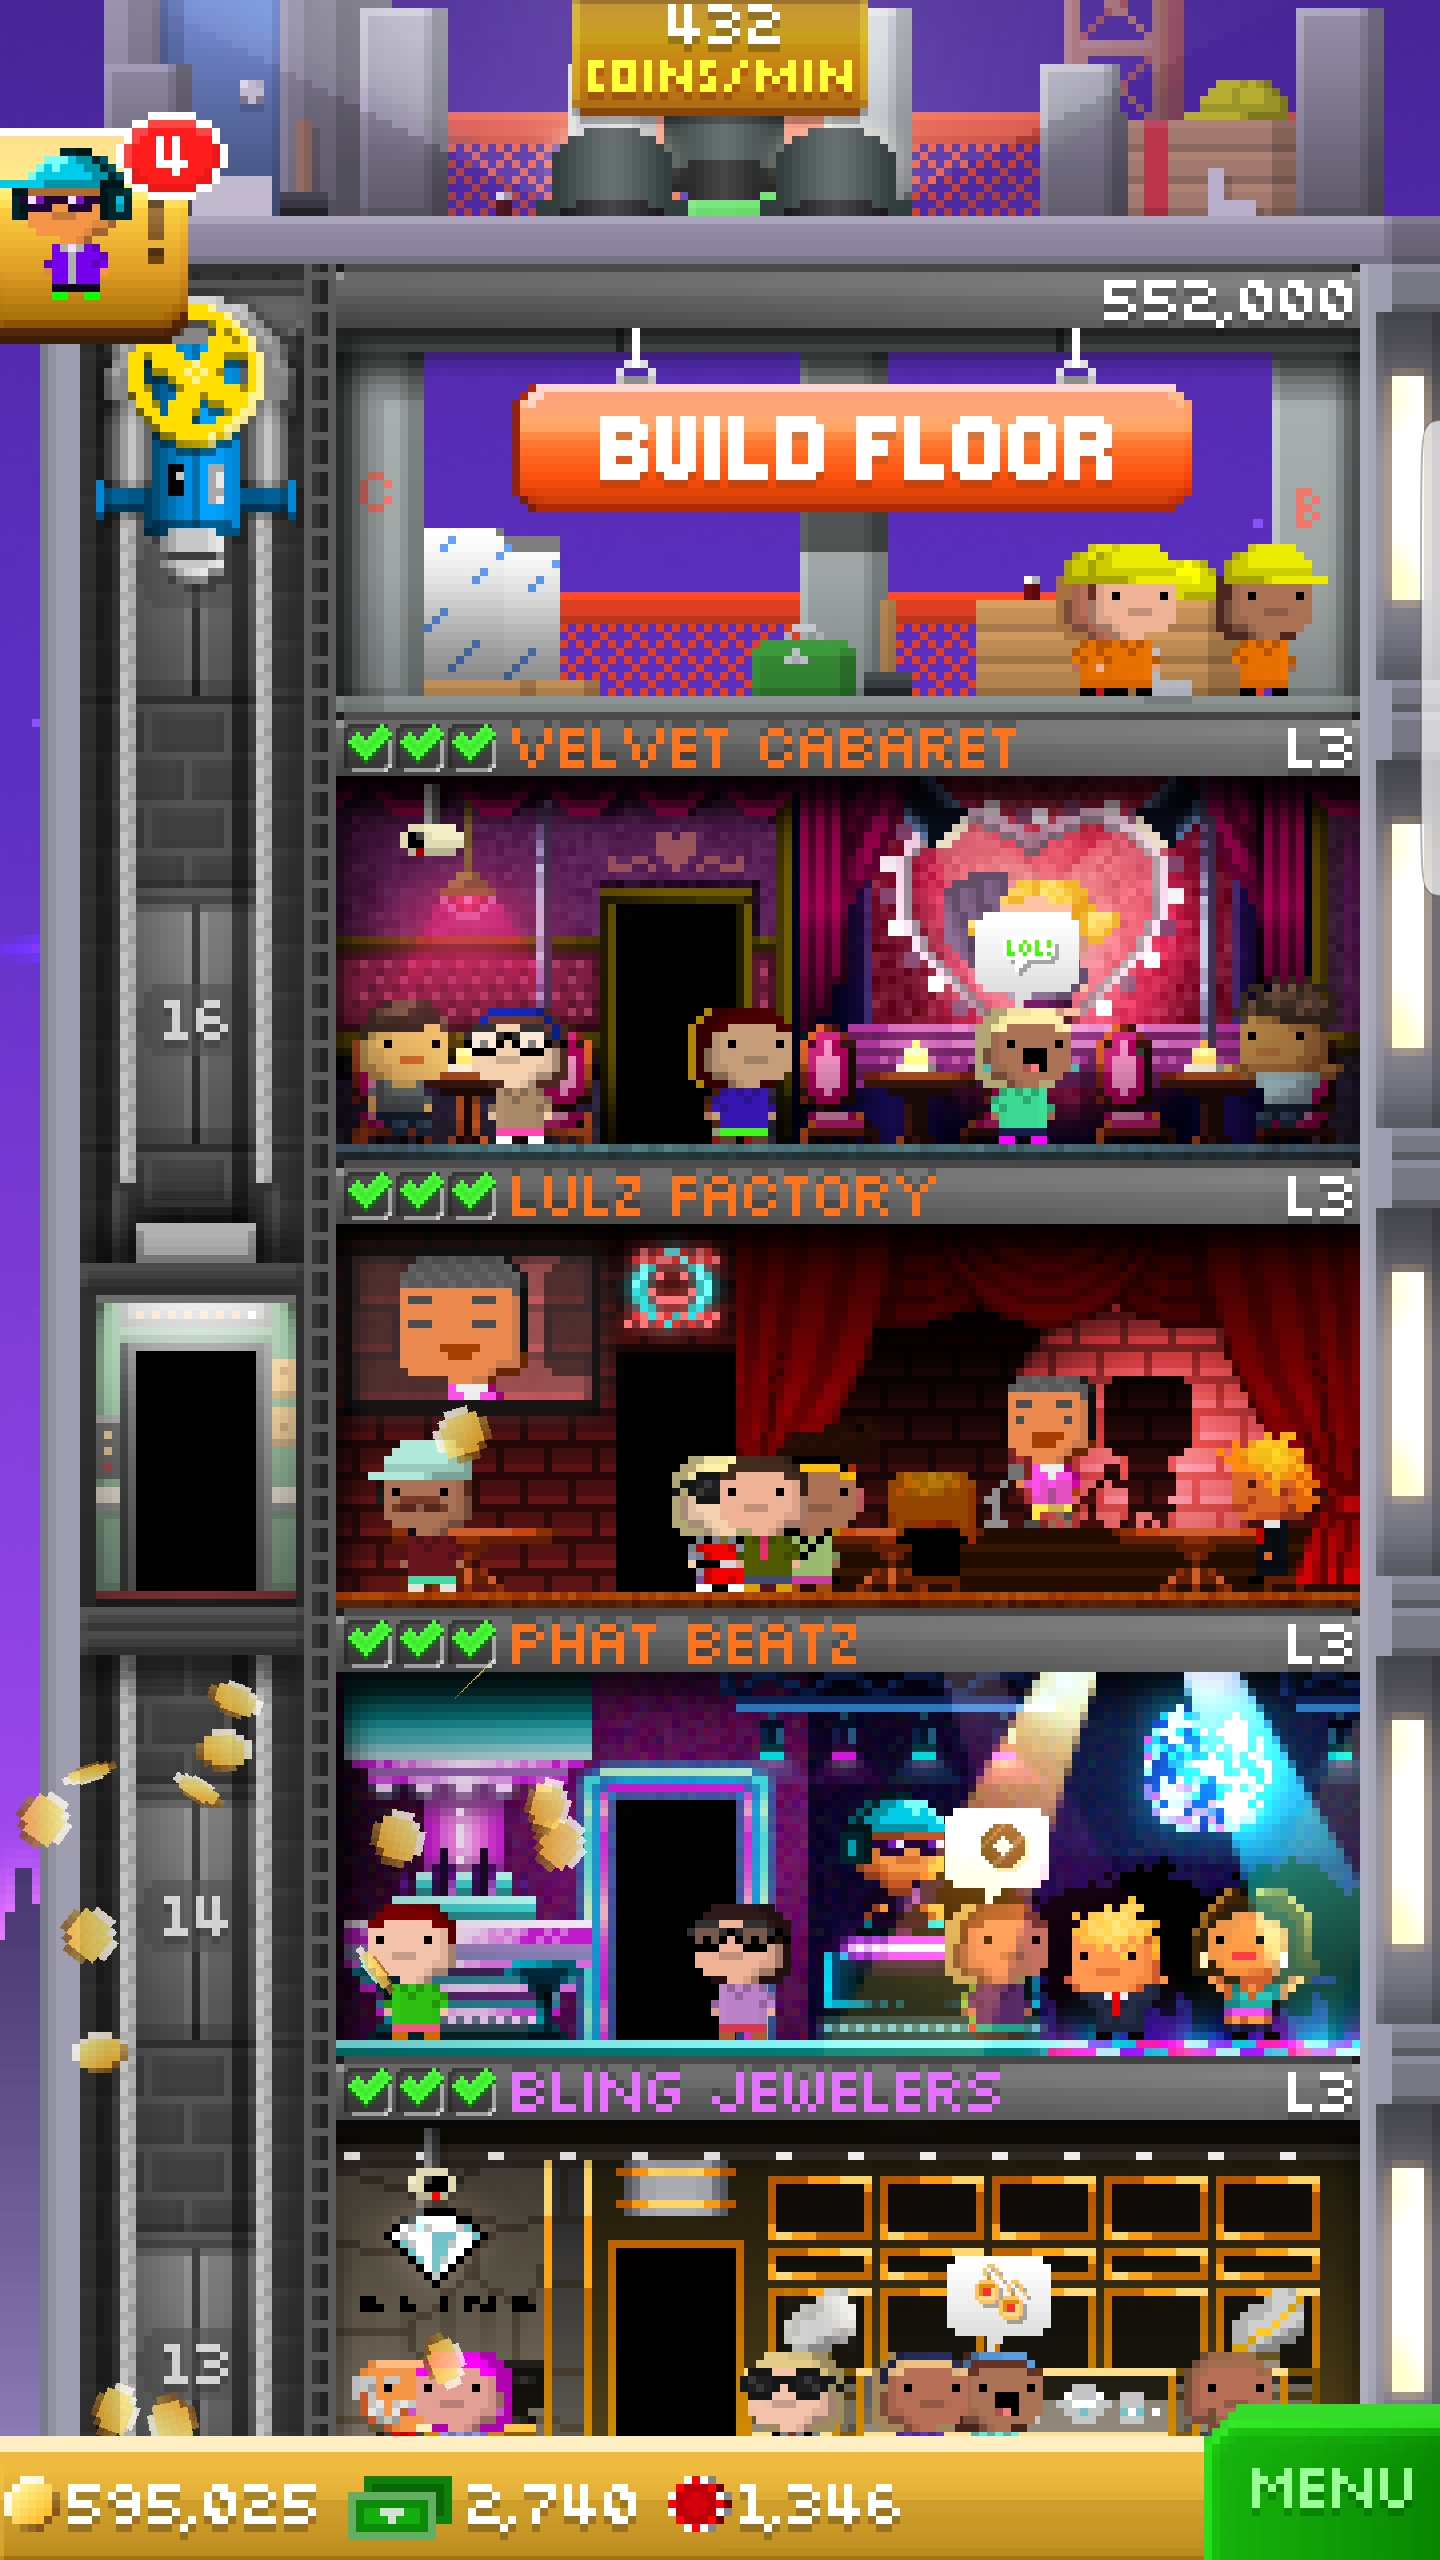 432
COINS/MIN
4
!
552,000
BUILD FLOOR
C
B
VELVET CABARET L3
16
LOL!
LULZ FACTORY L3
PHAT BEATZ L3
14
BLING JEWELERS L3
BLING
13
595,025 2,740 1,346
MENU